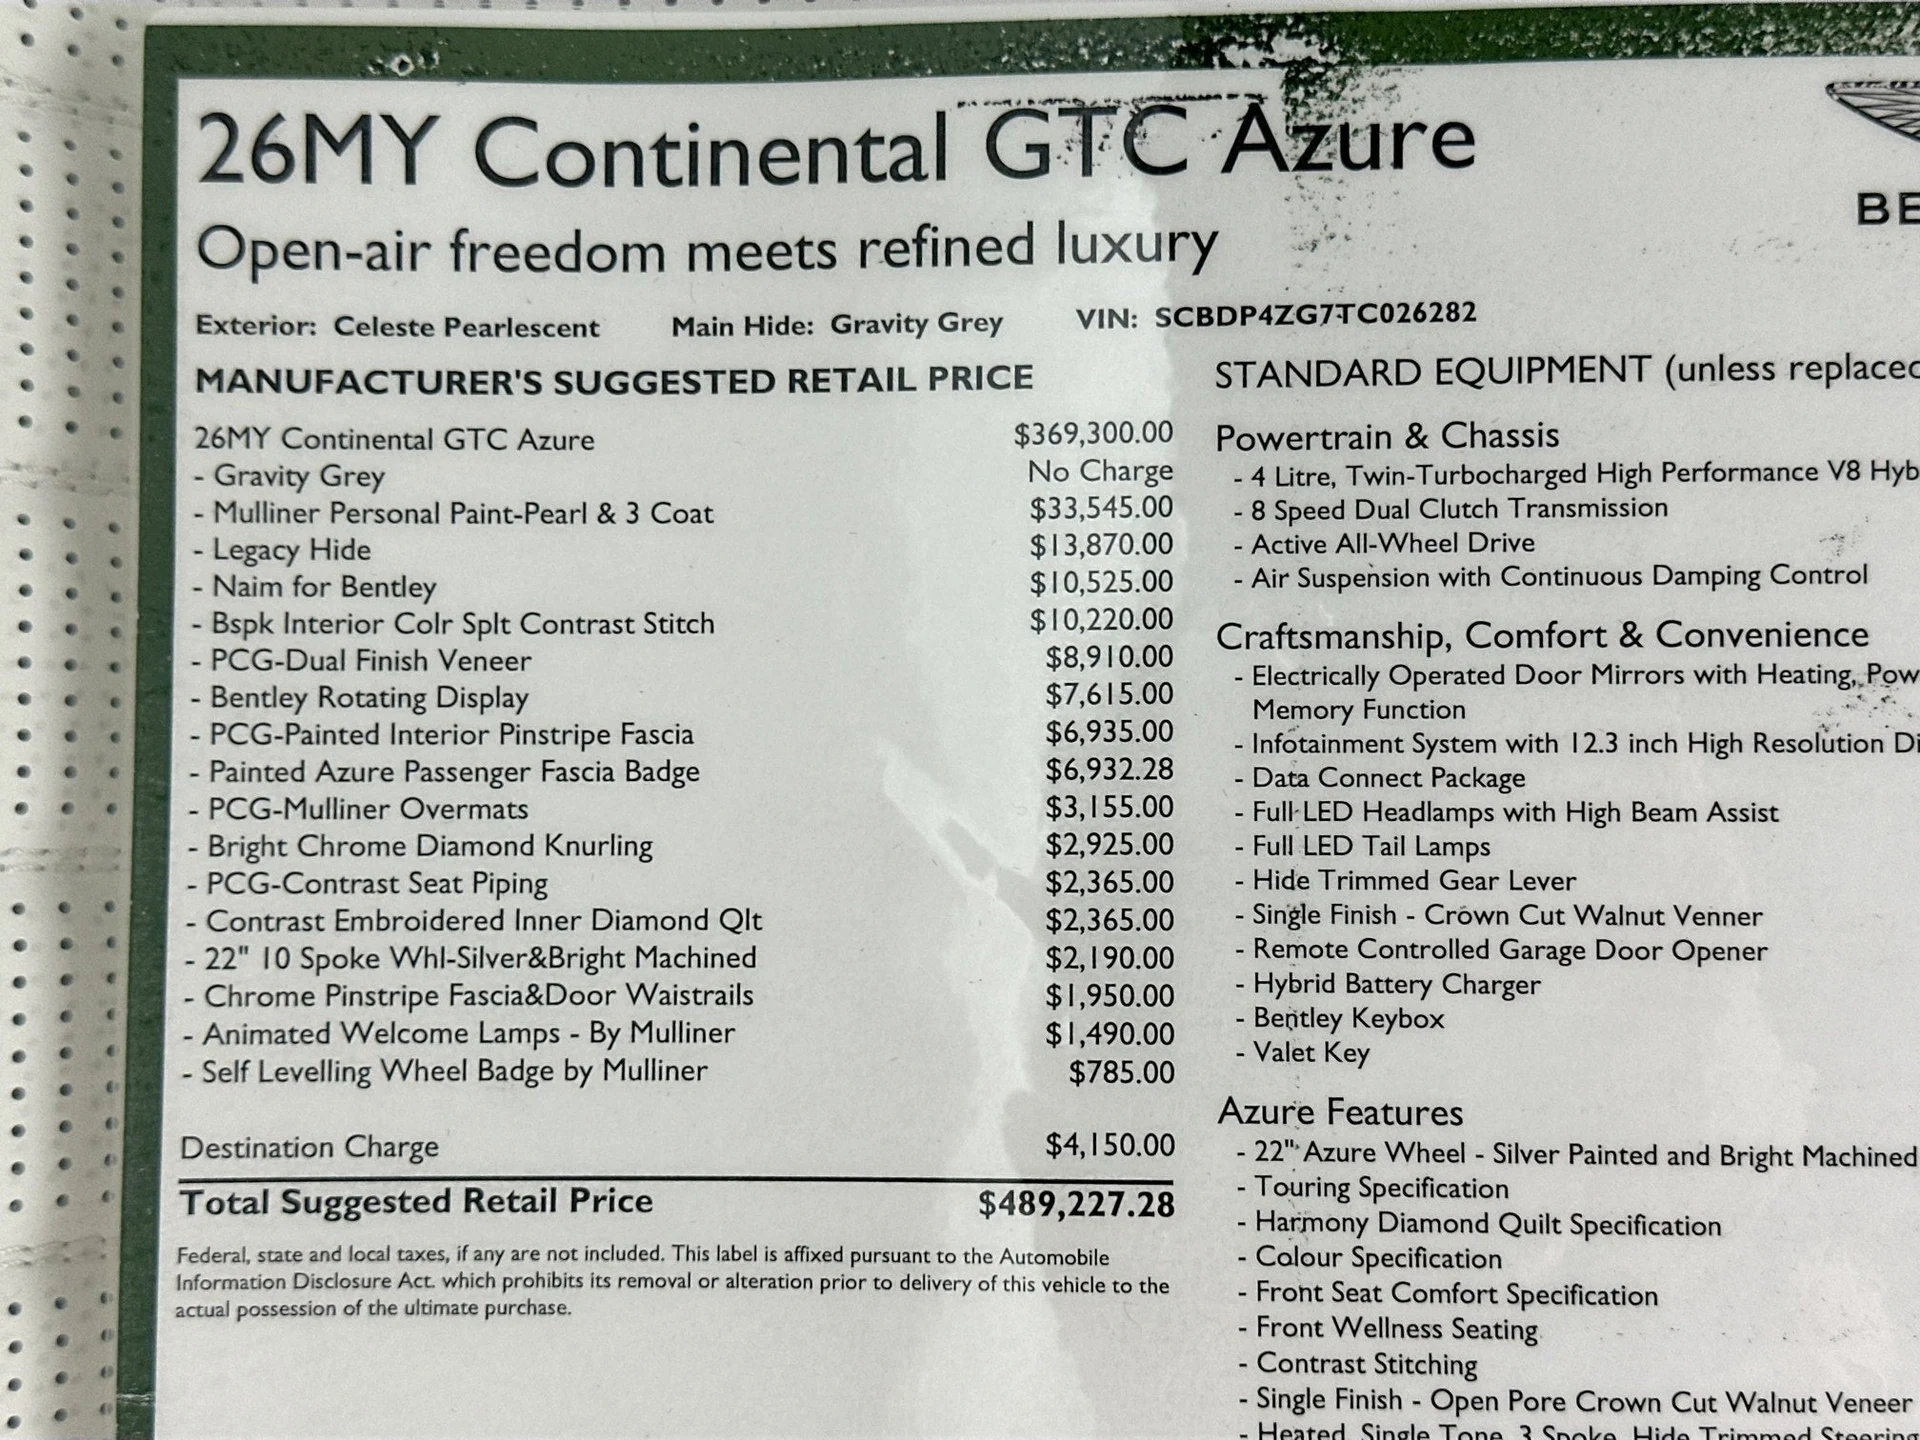 26MY Continental GTC Azure
Open-air freedom meets refined luxury
Exterior: Celeste Pearlescent Main Hide: Gravity Grey VIN: SCBDP4ZG7TC026282
MANUFACTURER'S SUGGESTED RETAIL PRICE
26MY Continental GTC Azure $369,300.00
- Gravity Grey No Charge
- Mulliner Personal Paint-Pearl & 3 Coat $33,545.00
- Legacy Hide $13,870.00
- Naim for Bentley $10,525.00
- Bspk Interior Colr Splt Contrast Stitch $10,220.00
- PCG-Dual Finish Veneer $8,910.00
- Bentley Rotating Display $7,615.00
- PCG-Painted Interior Pinstripe Fascia $6,935.00
- Painted Azure Passenger Fascia Badge $6,932.28
- PCG-Mulliner Overmats $3,155.00
- Bright Chrome Diamond Knurling $2,925.00
- PCG-Contrast Seat Piping $2,365.00
- Contrast Embroidered Inner Diamond Qlt $2,365.00
- 22" 10 Spoke Whl-Silver&Bright Machined $2,190.00
- Chrome Pinstripe Fascia&Door Waistrails $1,950.00
- Animated Welcome Lamps - By Mulliner $1,490.00
- Self Levelling Wheel Badge by Mulliner $785.00
Destination Charge $4,150.00
Total Suggested Retail Price $489,227.28
Federal, state and local taxes, if any are not included. This label is affixed pursuant to the Automobile
Information Disclosure Act. which prohibits its removal or alteration prior to delivery of this vehicle to the
actual possession of the ultimate purchase.
BE
STANDARD EQUIPMENT (unless replaced
Powertrain & Chassis
- 4 Litre, Twin-Turbocharged High Performance V8 Hyb
- 8 Speed Dual Clutch Transmission
- Active All-Wheel Drive
- Air Suspension with Continuous Damping Control
Craftsmanship, Comfort & Convenience
- Electrically Operated Door Mirrors with Heating, Pow
Memory Function
- Infotainment System with 12.3 inch High Resolution Di
- Data Connect Package
- Full LED Headlamps with High Beam Assist
- Full LED Tail Lamps
- Hide Trimmed Gear Lever
- Single Finish - Crown Cut Walnut Venner
- Remote Controlled Garage Door Opener
- Hybrid Battery Charger
- Bentley Keybox
- Valet Key
Azure Features
- 22" Azure Wheel - Silver Painted and Bright Machined
- Touring Specification
- Harmony Diamond Quilt Specification
- Colour Specification
- Front Seat Comfort Specification
- Front Wellness Seating
- Contrast Stitching
- Single Finish - Open Pore Crown Cut Walnut Veneer
- Heated, Single Tone, 3 Spoke, Hide Trimmed Steering